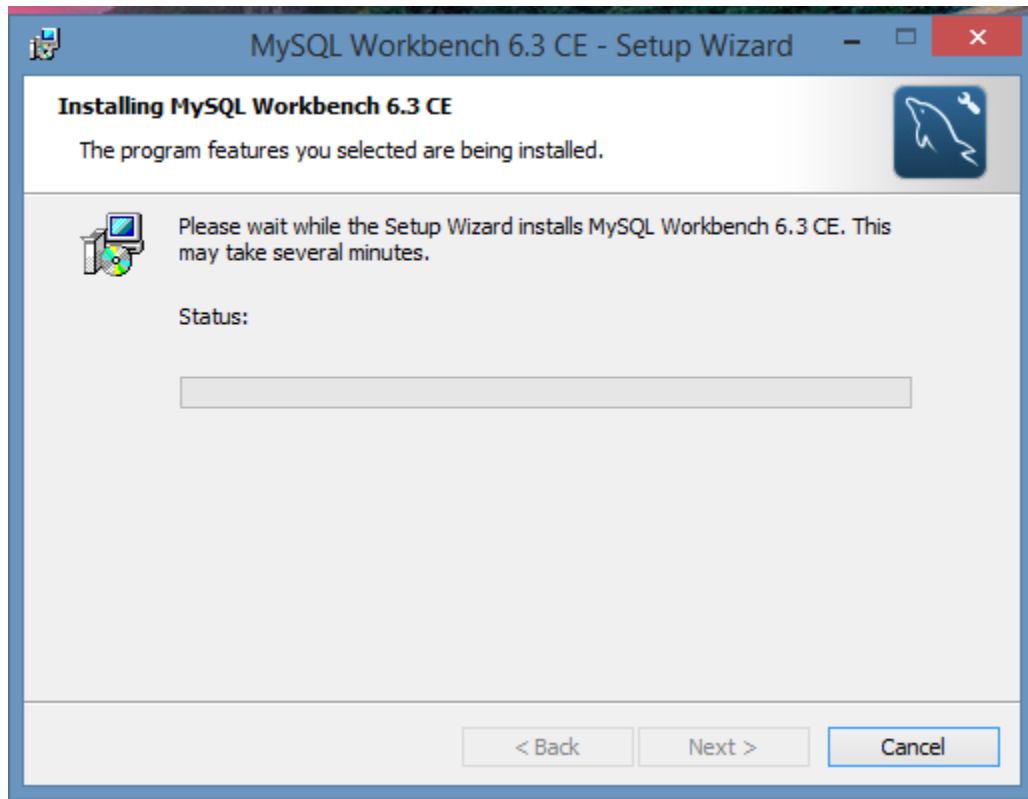 MySQL Workbench 6.3 CE - Setup Wizard
Installing MySQL Workbench 6.3 CE
The program features you selected are being installed.
Please wait while the Setup Wizard installs MySQL Workbench 6.3 CE. This
may take several minutes.
Status:
< Back
Next >
Cancel